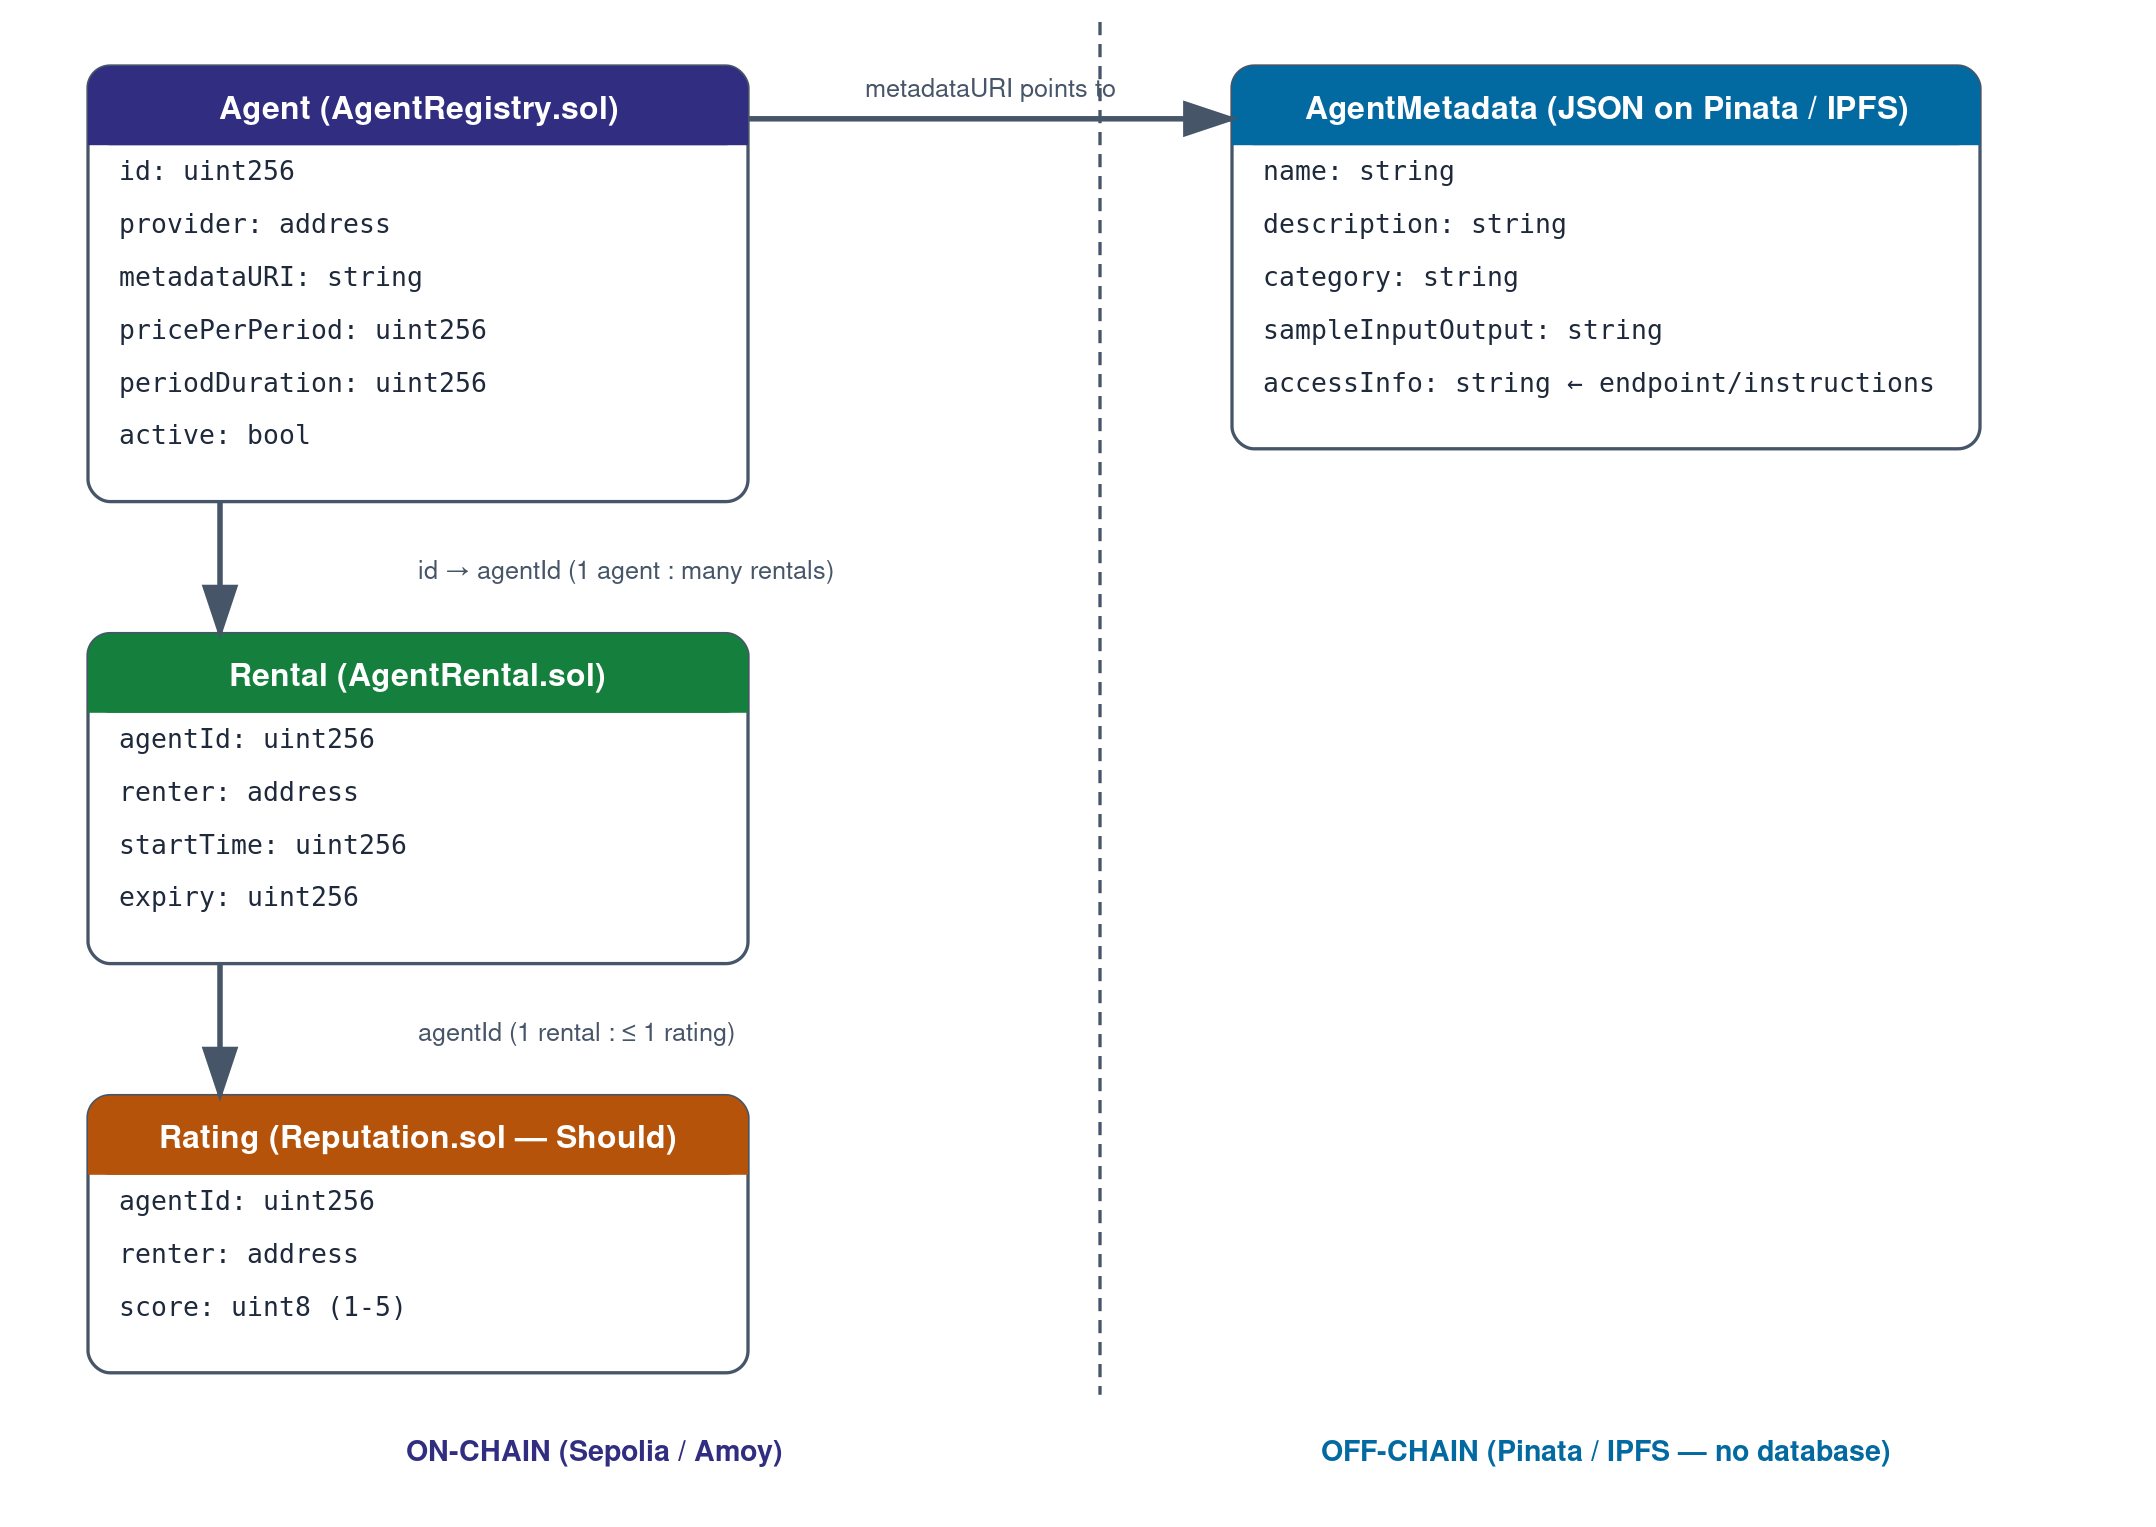 Agent (AgentRegistry.sol)
id: uint256
provider: address
metadataURI: string
pricePerPeriod: uint256
periodDuration: uint256
active: bool
metadataURI points to
AgentMetadata (JSON on Pinata / IPFS)
name: string
description: string
category: string
sampleInputOutput: string
accessInfo: string ← endpoint/instructions
id → agentId (1 agent : many rentals)
Rental (AgentRental.sol)
agentId: uint256
renter: address
startTime: uint256
expiry: uint256
agentId (1 rental : ≤ 1 rating)
Rating (Reputation.sol — Should)
agentId: uint256
renter: address
score: uint8 (1-5)
ON-CHAIN (Sepolia / Amoy)
OFF-CHAIN (Pinata / IPFS — no database)